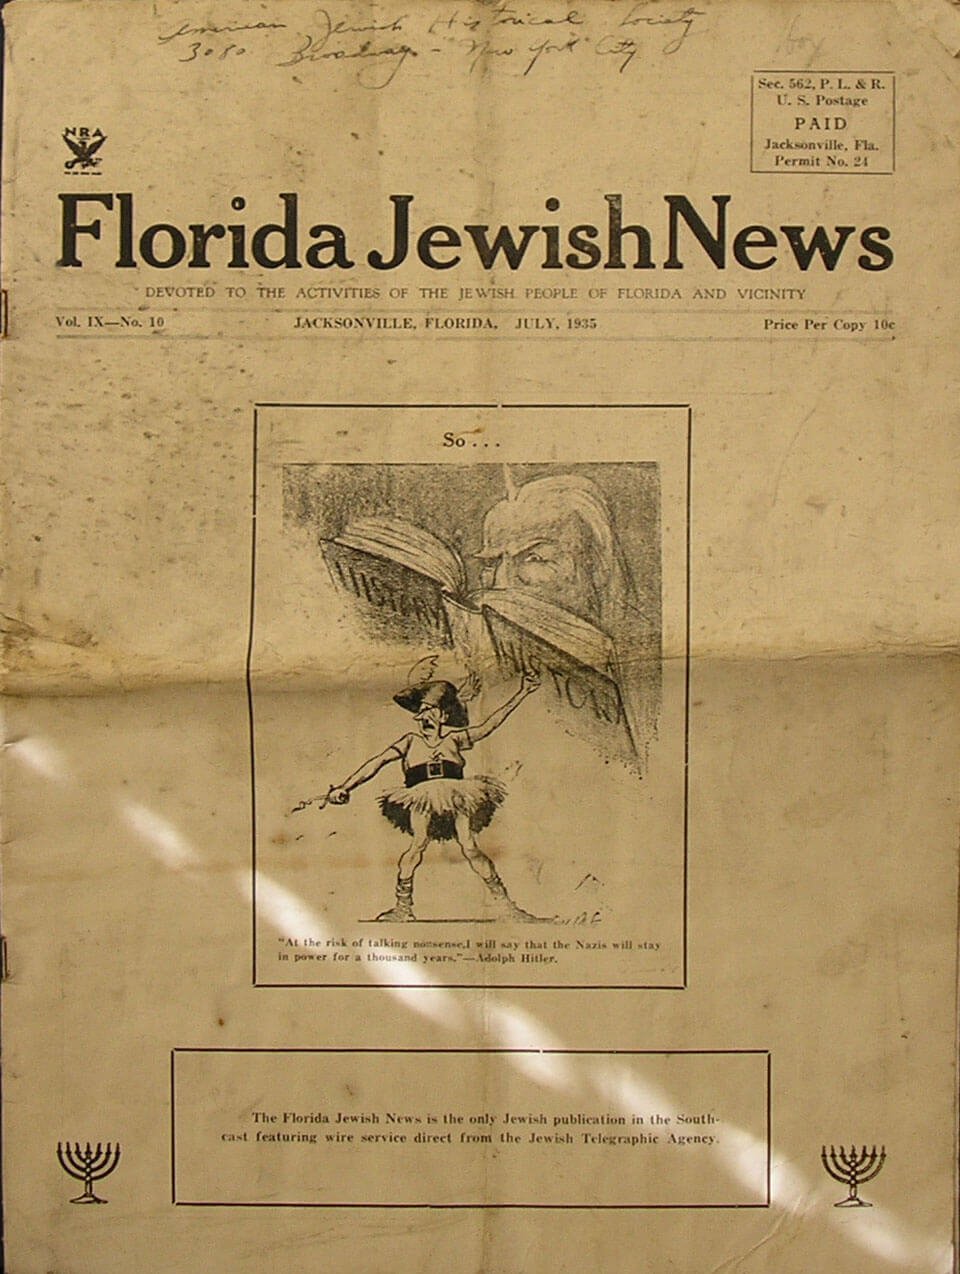 American Jewish Historical Society
3080 Broadway - New York City
Sec. 562, P. L. & R.
U. S. Postage
PAID
Jacksonville, Fla.
Permit No. 24
NRA
Florida Jewish News
DEVOTED TO THE ACTIVITIES OF THE JEWISH PEOPLE OF FLORIDA AND VICINITY
Vol. IX—No. 10 JACKSONVILLE, FLORIDA, JULY, 1935 Price Per Copy 10c
So . . .
HISTORY
HISTORY
"At the risk of talking nonsense,I will say that the Nazis will stay
in power for a thousand years."—Adolph Hitler.
The Florida Jewish News is the only Jewish publication in the South-
east featuring wire service direct from the Jewish Telegraphic Agency.